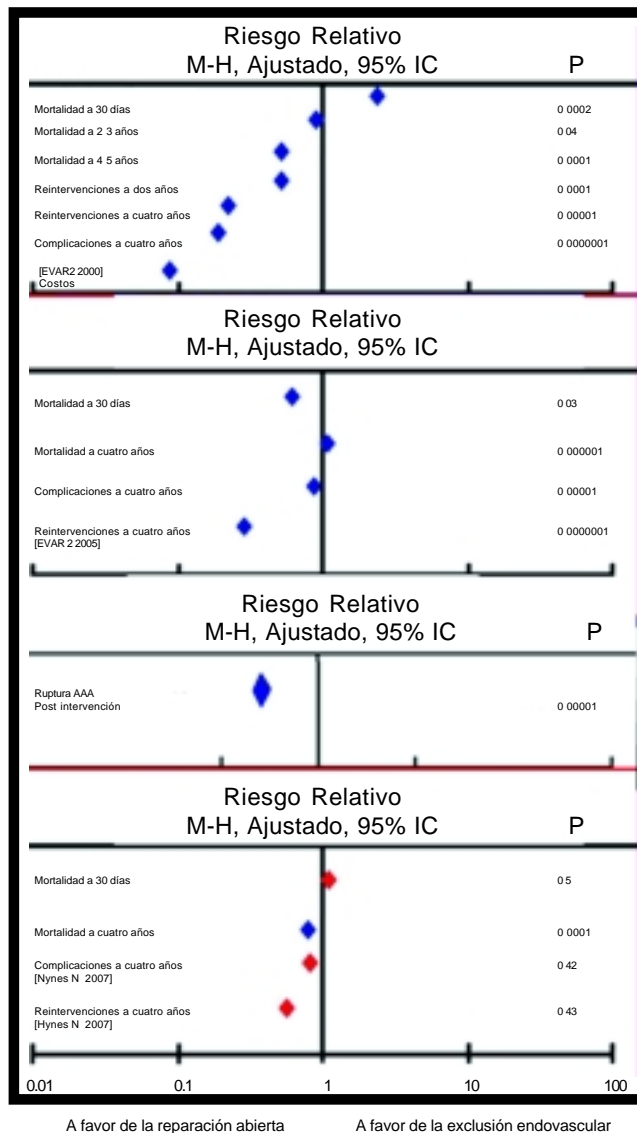 Riesgo Relativo
M-H, Ajustado, 95% IC P
Mortalidad a 30 días 0 0002
Mortalidad a 2 3 años 0 04
Mortalidad a 4 5 años 0 0001
Reintervenciones a dos años 0 0001
Reintervenciones a cuatro años 0 00001
Complicaciones a cuatro años 0 0000001
[EVAR2 2000]
Costos
Riesgo Relativo
M-H, Ajustado, 95% IC
Mortalidad a 30 días 0 03
Mortalidad a cuatro años 0 000001
Complicaciones a cuatro años 0 00001
Reintervenciones a cuatro años 0 0000001
[EVAR 2 2005]
Riesgo Relativo
M-H, Ajustado, 95% IC P
Ruptura AAA
Post intervención 0 00001
Riesgo Relativo
M-H, Ajustado, 95% IC P
Mortalidad a 30 días 0 5
Mortalidad a cuatro años 0 0001
Complicaciones a cuatro años 0 42
[Nynes N 2007]
Reintervenciones a cuatro años 0 43
[Hynes N 2007]
0.01 0.1 1 10 100
A favor de la reparación abierta A favor de la exclusión endovascular